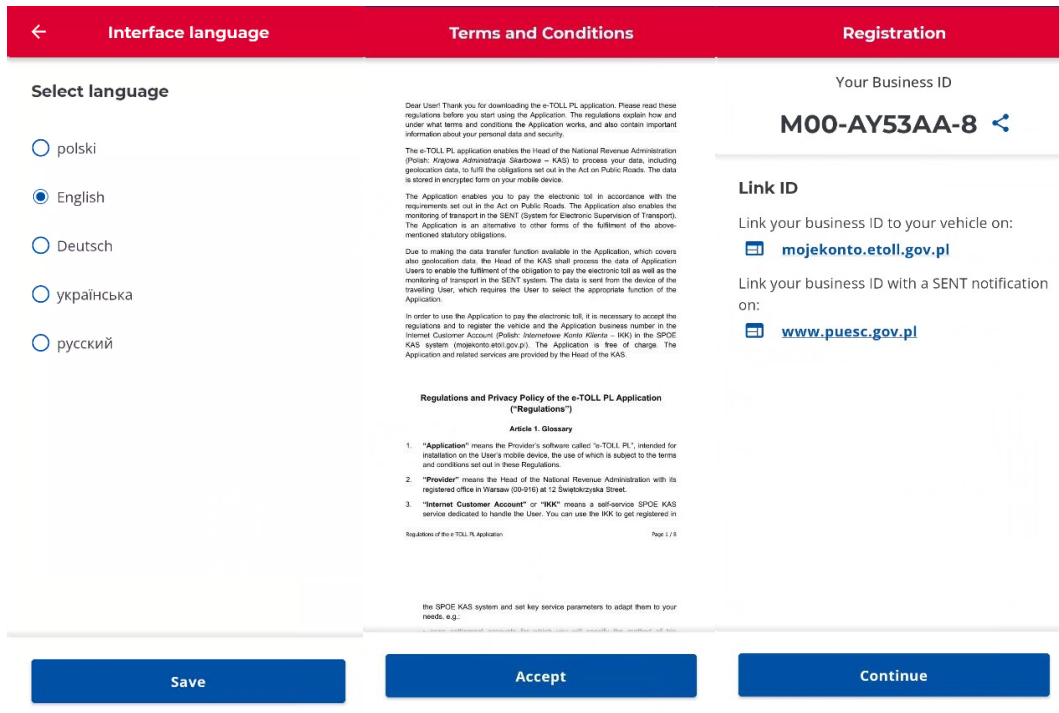 Interface language
Select language
polski
English
Deutsch
українська
русский
Save
Terms and Conditions
Dear User! Thank you for downloading the e-TOLL PL application. Please read these
regulations before you start using the Application. The regulations explain how and
under what terms and conditions the Application works, and also contain important
information about your personal data and security.
The e-TOLL PL application enables the Head of the National Revenue Administration
(Polish: Krajowa Administracja Skarbowa – KAS) to process your data, including
geolocation data, to fulfil the obligations set out in the Act on Public Roads. The data
is stored in encrypted form on your mobile device.
The Application enables you to pay the electronic toll in accordance with the
requirements set out in the Act on Public Roads. The Application also enables the
monitoring of transport in the SENT (System for Electronic Supervision of Transport).
The Application is an alternative to other forms of the fulfilment of the above-
mentioned statutory obligations.
Due to making the data transfer function available in the Application, which covers
also geolocation data, the Head of the KAS shall process the data of Application
Users to enable the fulfilment of the obligation to pay the electronic toll as well as the
monitoring of transport in the SENT system. The data is sent from the device of the
travelling User, which requires the User to select the appropriate function of the
Application.
In order to use the Application to pay the electronic toll, it is necessary to accept the
regulations and to register the vehicle and the Application business number in the
Internet Customer Account (Polish: Internetowe Konto Klienta – IKK) in the SPOE
KAS system (mojekonto.etoll.gov.pl). The Application is free of charge. The
Application and related services are provided by the Head of the KAS.
Regulations and Privacy Policy of the e-TOLL PL Application
("Regulations")
Article 1. Glossary
1. "Application" means the Provider's software called "e-TOLL PL", intended for
installation on the User's mobile device, the use of which is subject to the terms
and conditions set out in these Regulations.
2. "Provider" means the Head of the National Revenue Administration with its
registered office in Warsaw (00-916) at 12 Świętokrzyska Street.
3. "Internet Customer Account" or "IKK" means a self-service SPOE KAS
service dedicated to handle the User. You can use the IKK to get registered in
Regulations of the e TOLL PL Application Page 1 / 8
the SPOE KAS system and set key service parameters to adapt them to your
needs, e.g.:
Accept
Registration
Your Business ID
M00-AY53AA-8
Link ID
Link your business ID to your vehicle on:
mojekonto.etoll.gov.pl
Link your business ID with a SENT notification
on:
www.puesc.gov.pl
Continue